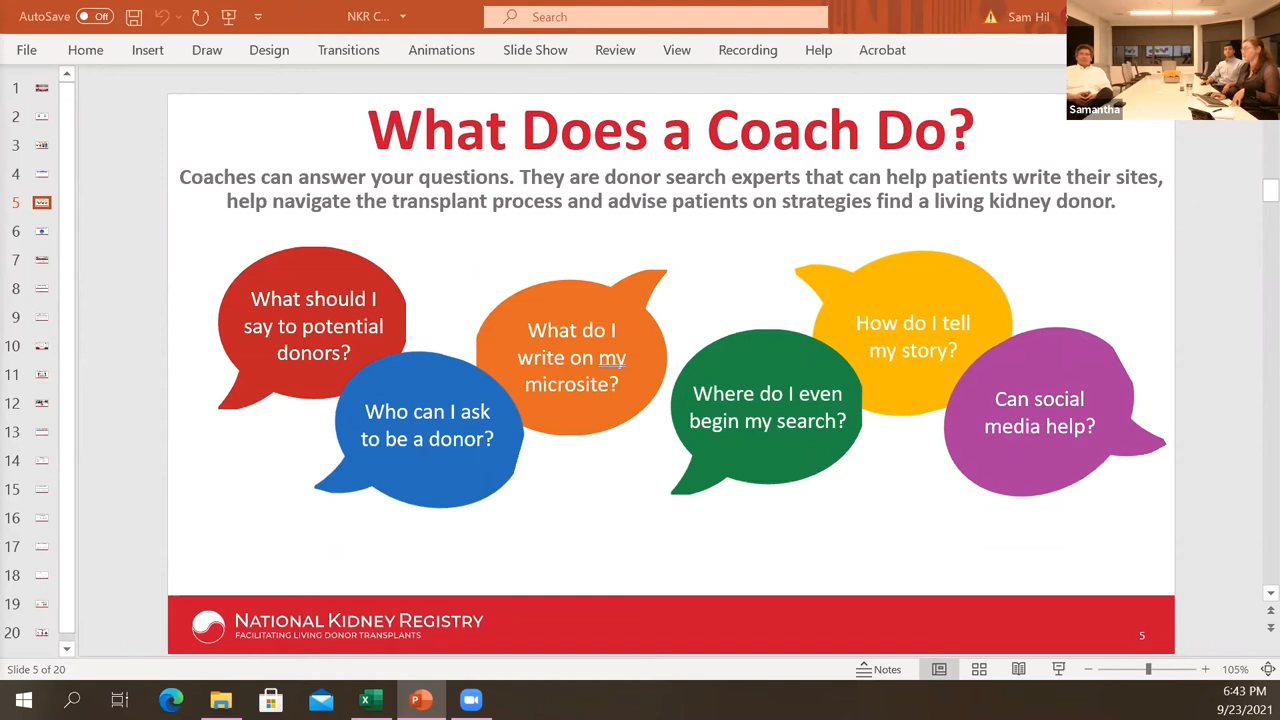 AutoSave
Off
NKR C...
Search
Sam Hil
File Home Insert Draw Design Transitions Animations Slide Show Review View Recording Help Acrobat
Samantha
1
2
3
4
5
6
7
8
9
10
11
12
13
14
15
16
17
18
19
20
What Does a Coach Do?
Coaches can answer your questions. They are donor search experts that can help patients write their sites,
help navigate the transplant process and advise patients on strategies find a living kidney donor.
What should I
say to potential
donors?
Who can I ask
to be a donor?
What do I
write on my
microsite?
Where do I even
begin my search?
How do I tell
my story?
Can social
media help?
NATIONAL KIDNEY REGISTRY
FACILITATING LIVING DONOR TRANSPLANTS
5
Slide 5 of 20
Notes
105%
6:43 PM
9/23/2021